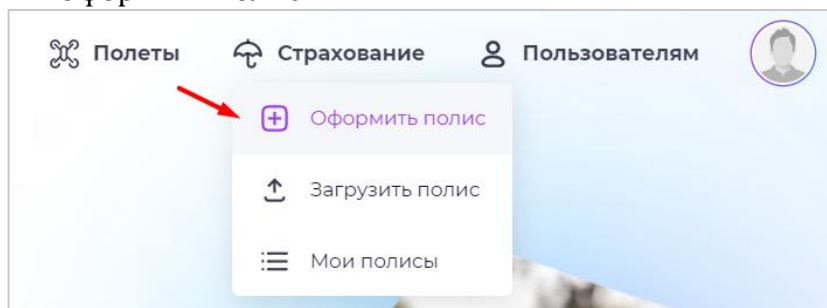 Полеты Страхование Пользователям
Оформить полис
Загрузить полис
Мои полисы